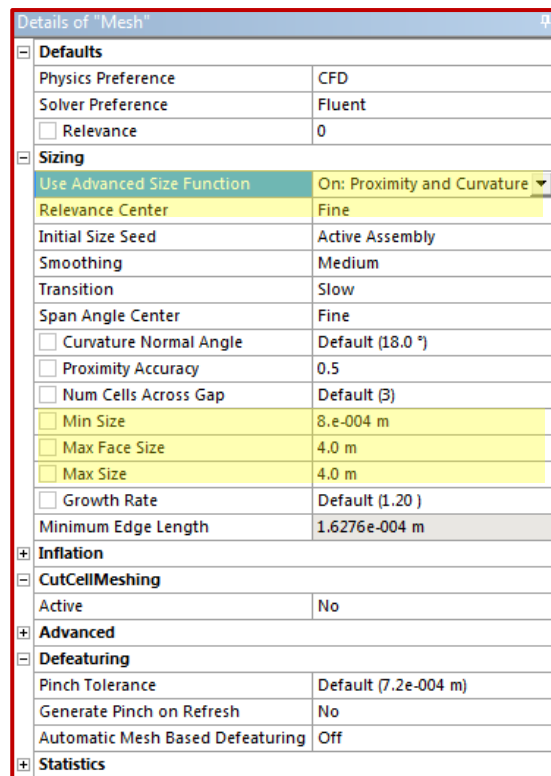 Details of "Mesh"
Defaults
Physics Preference CFD
Solver Preference Fluent
Relevance 0
Sizing
Use Advanced Size Function On: Proximity and Curvature
Relevance Center Fine
Initial Size Seed Active Assembly
Smoothing Medium
Transition Slow
Span Angle Center Fine
Curvature Normal Angle Default (18.0 °)
Proximity Accuracy 0.5
Num Cells Across Gap Default (3)
Min Size 8.e-004 m
Max Face Size 4.0 m
Max Size 4.0 m
Growth Rate Default (1.20 )
Minimum Edge Length 1.6276e-004 m
Inflation
CutCellMeshing
Active No
Advanced
Defeaturing
Pinch Tolerance Default (7.2e-004 m)
Generate Pinch on Refresh No
Automatic Mesh Based Defeaturing Off
Statistics